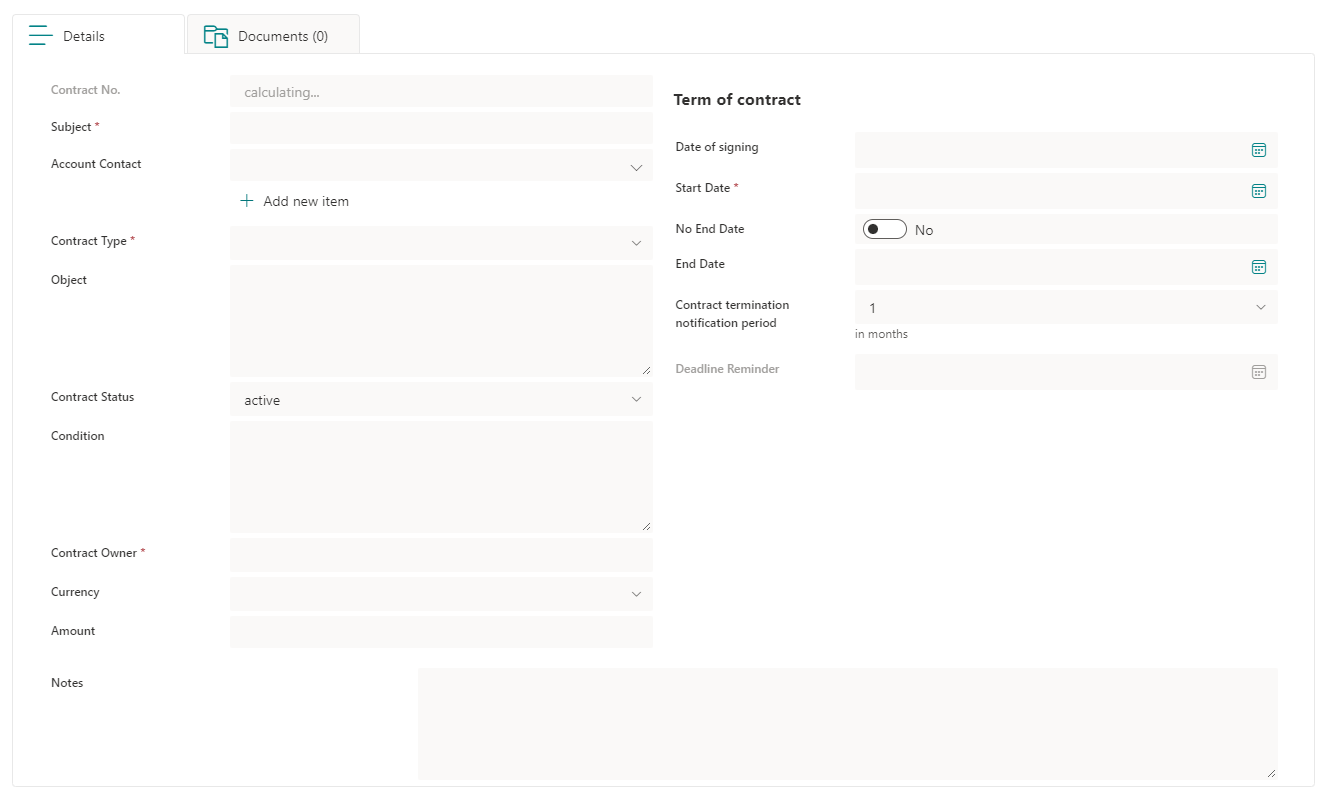 Details
Documents (0)
Contract No.
calculating...
Subject *
Account Contact
Add new item
Contract Type *
Object
Contract Status
active
Condition
Contract Owner *
Currency
Amount
Notes
Term of contract
Date of signing
Start Date *
No End Date
No
End Date
Contract termination
notification period
1
in months
Deadline Reminder